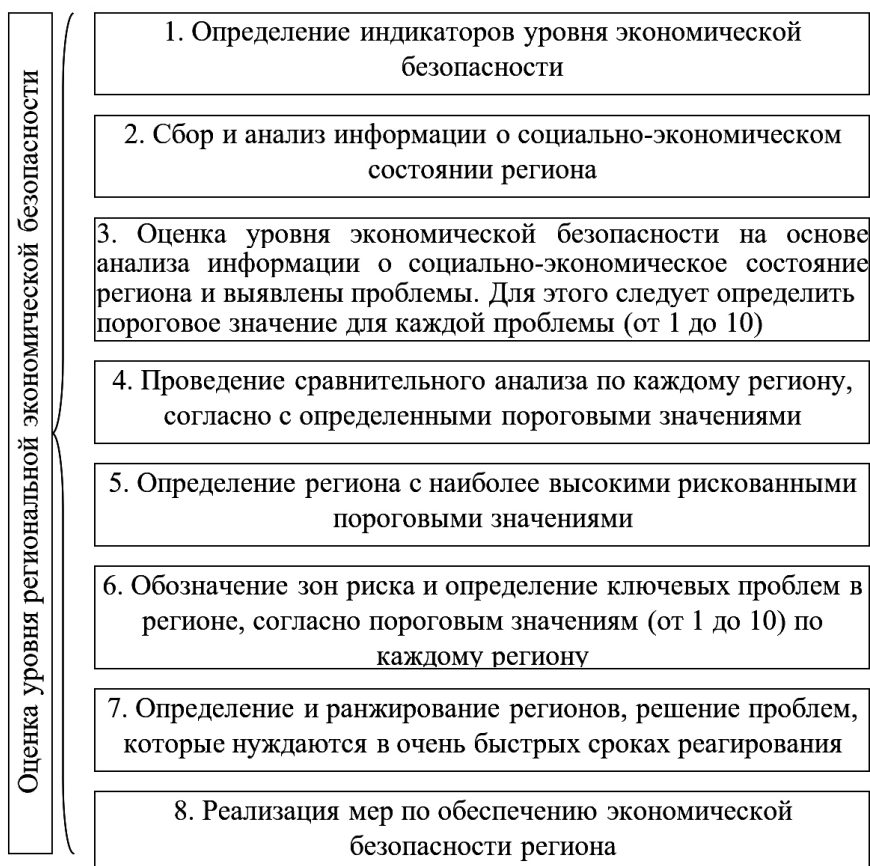 Оценка уровня региональной экономической безопасности
1. Определение индикаторов уровня экономической
безопасности
2. Сбор и анализ информации о социально-экономическом
состоянии региона
3. Оценка уровня экономической безопасности на основе
анализа информации о социально-экономическое состояние
региона и выявлены проблемы. Для этого следует определить
пороговое значение для каждой проблемы (от 1 до 10)
4. Проведение сравнительного анализа по каждому региону,
согласно с определенными пороговыми значениями
5. Определение региона с наиболее высокими рискованными
пороговыми значениями
6. Обозначение зон риска и определение ключевых проблем в
регионе, согласно пороговым значениям (от 1 до 10) по
каждому региону
7. Определение и ранжирование регионов, решение проблем,
которые нуждаются в очень быстрых сроках реагирования
8. Реализация мер по обеспечению экономической
безопасности региона